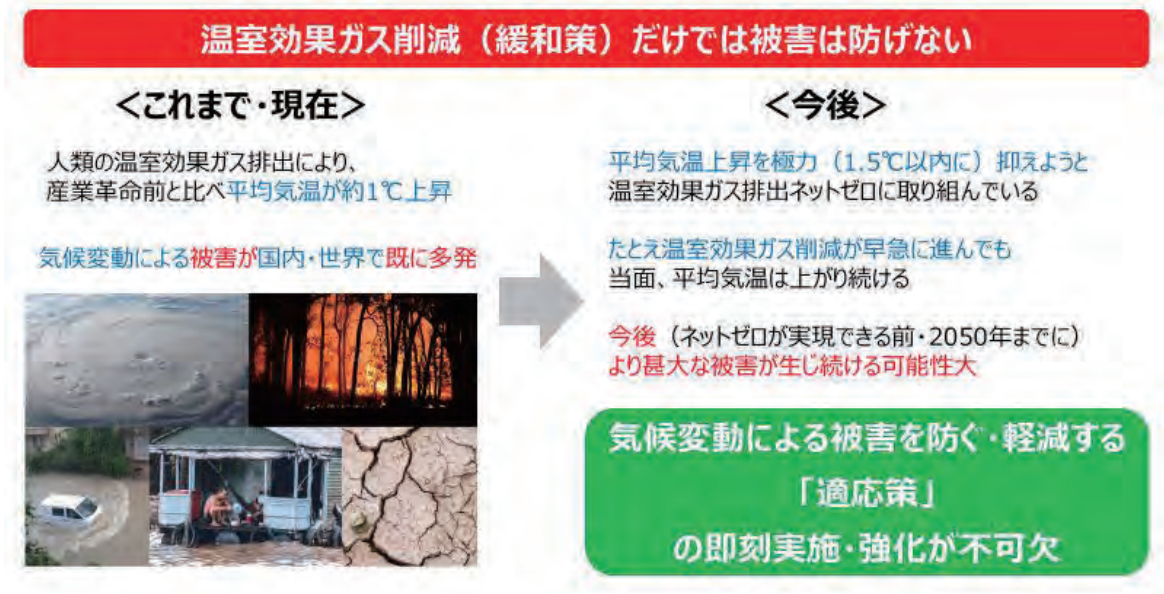 温室効果ガス削減（緩和策）だけでは被害は防げない
＜これまで・現在＞
人類の温室効果ガス排出により、
産業革命前と比べ平均気温が約1℃上昇
気候変動による被害が国内・世界で既に多発
＜今後＞
平均気温上昇を極力（1.5℃以内に）抑えようと
温室効果ガス排出ネットゼロに取り組んでいる
たとえ温室効果ガス削減が早急に進んでも
当面、平均気温は上がり続ける
今後（ネットゼロが実現できる前・2050年までに）
より甚大な被害が生じ続ける可能性大
気候変動による被害を防ぐ・軽減する
「適応策」
の即刻実施・強化が不可欠